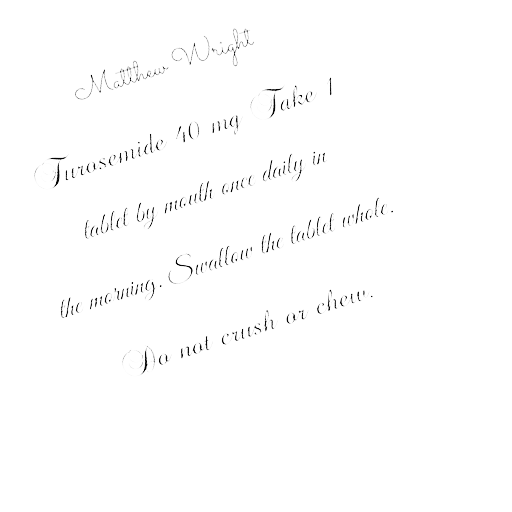 Matthew Wright
Furosemide 40 mg Take 1
tablet by mouth once daily in
the morning. Swallow the tablet whole.
Do not crush or chew.